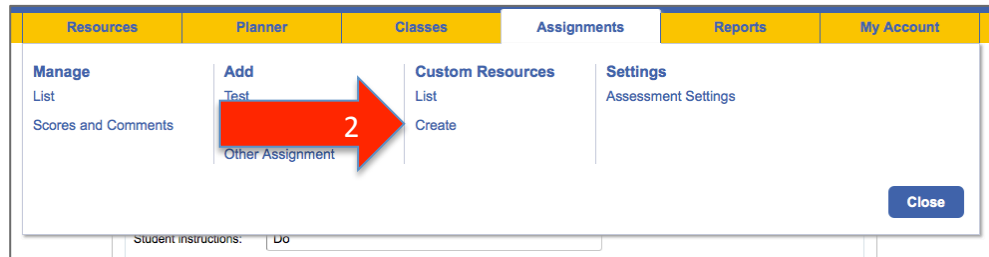 Resources Planner Classes Assignments Reports My Account
Manage Add Custom Resources Settings
List Test List Assessment Settings
Scores and Comments 2 Create
Other Assignment
Close
Student instructions: Do